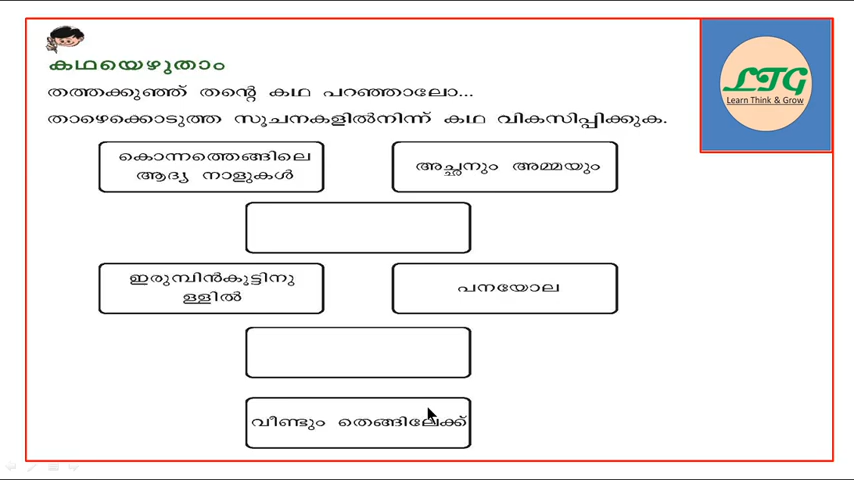 കഥയെഴുതാം
തത്തക്കുഞ്ഞ് തന്റെ കഥ പറഞ്ഞാലോ...
താഴെക്കൊടുത്ത സൂചനകളിൽനിന്ന് കഥ വികസിപ്പിക്കുക.
LTG
Learn Think & Grow
കൊന്നത്തെങ്ങിലെ
ആദ്യ നാളുകൾ
അച്ഛനും അമ്മയും
ഇരുമ്പിൻകൂട്ടിനു
ള്ളിൽ
പനയോല
വീണ്ടും തെങ്ങിലേക്ക്